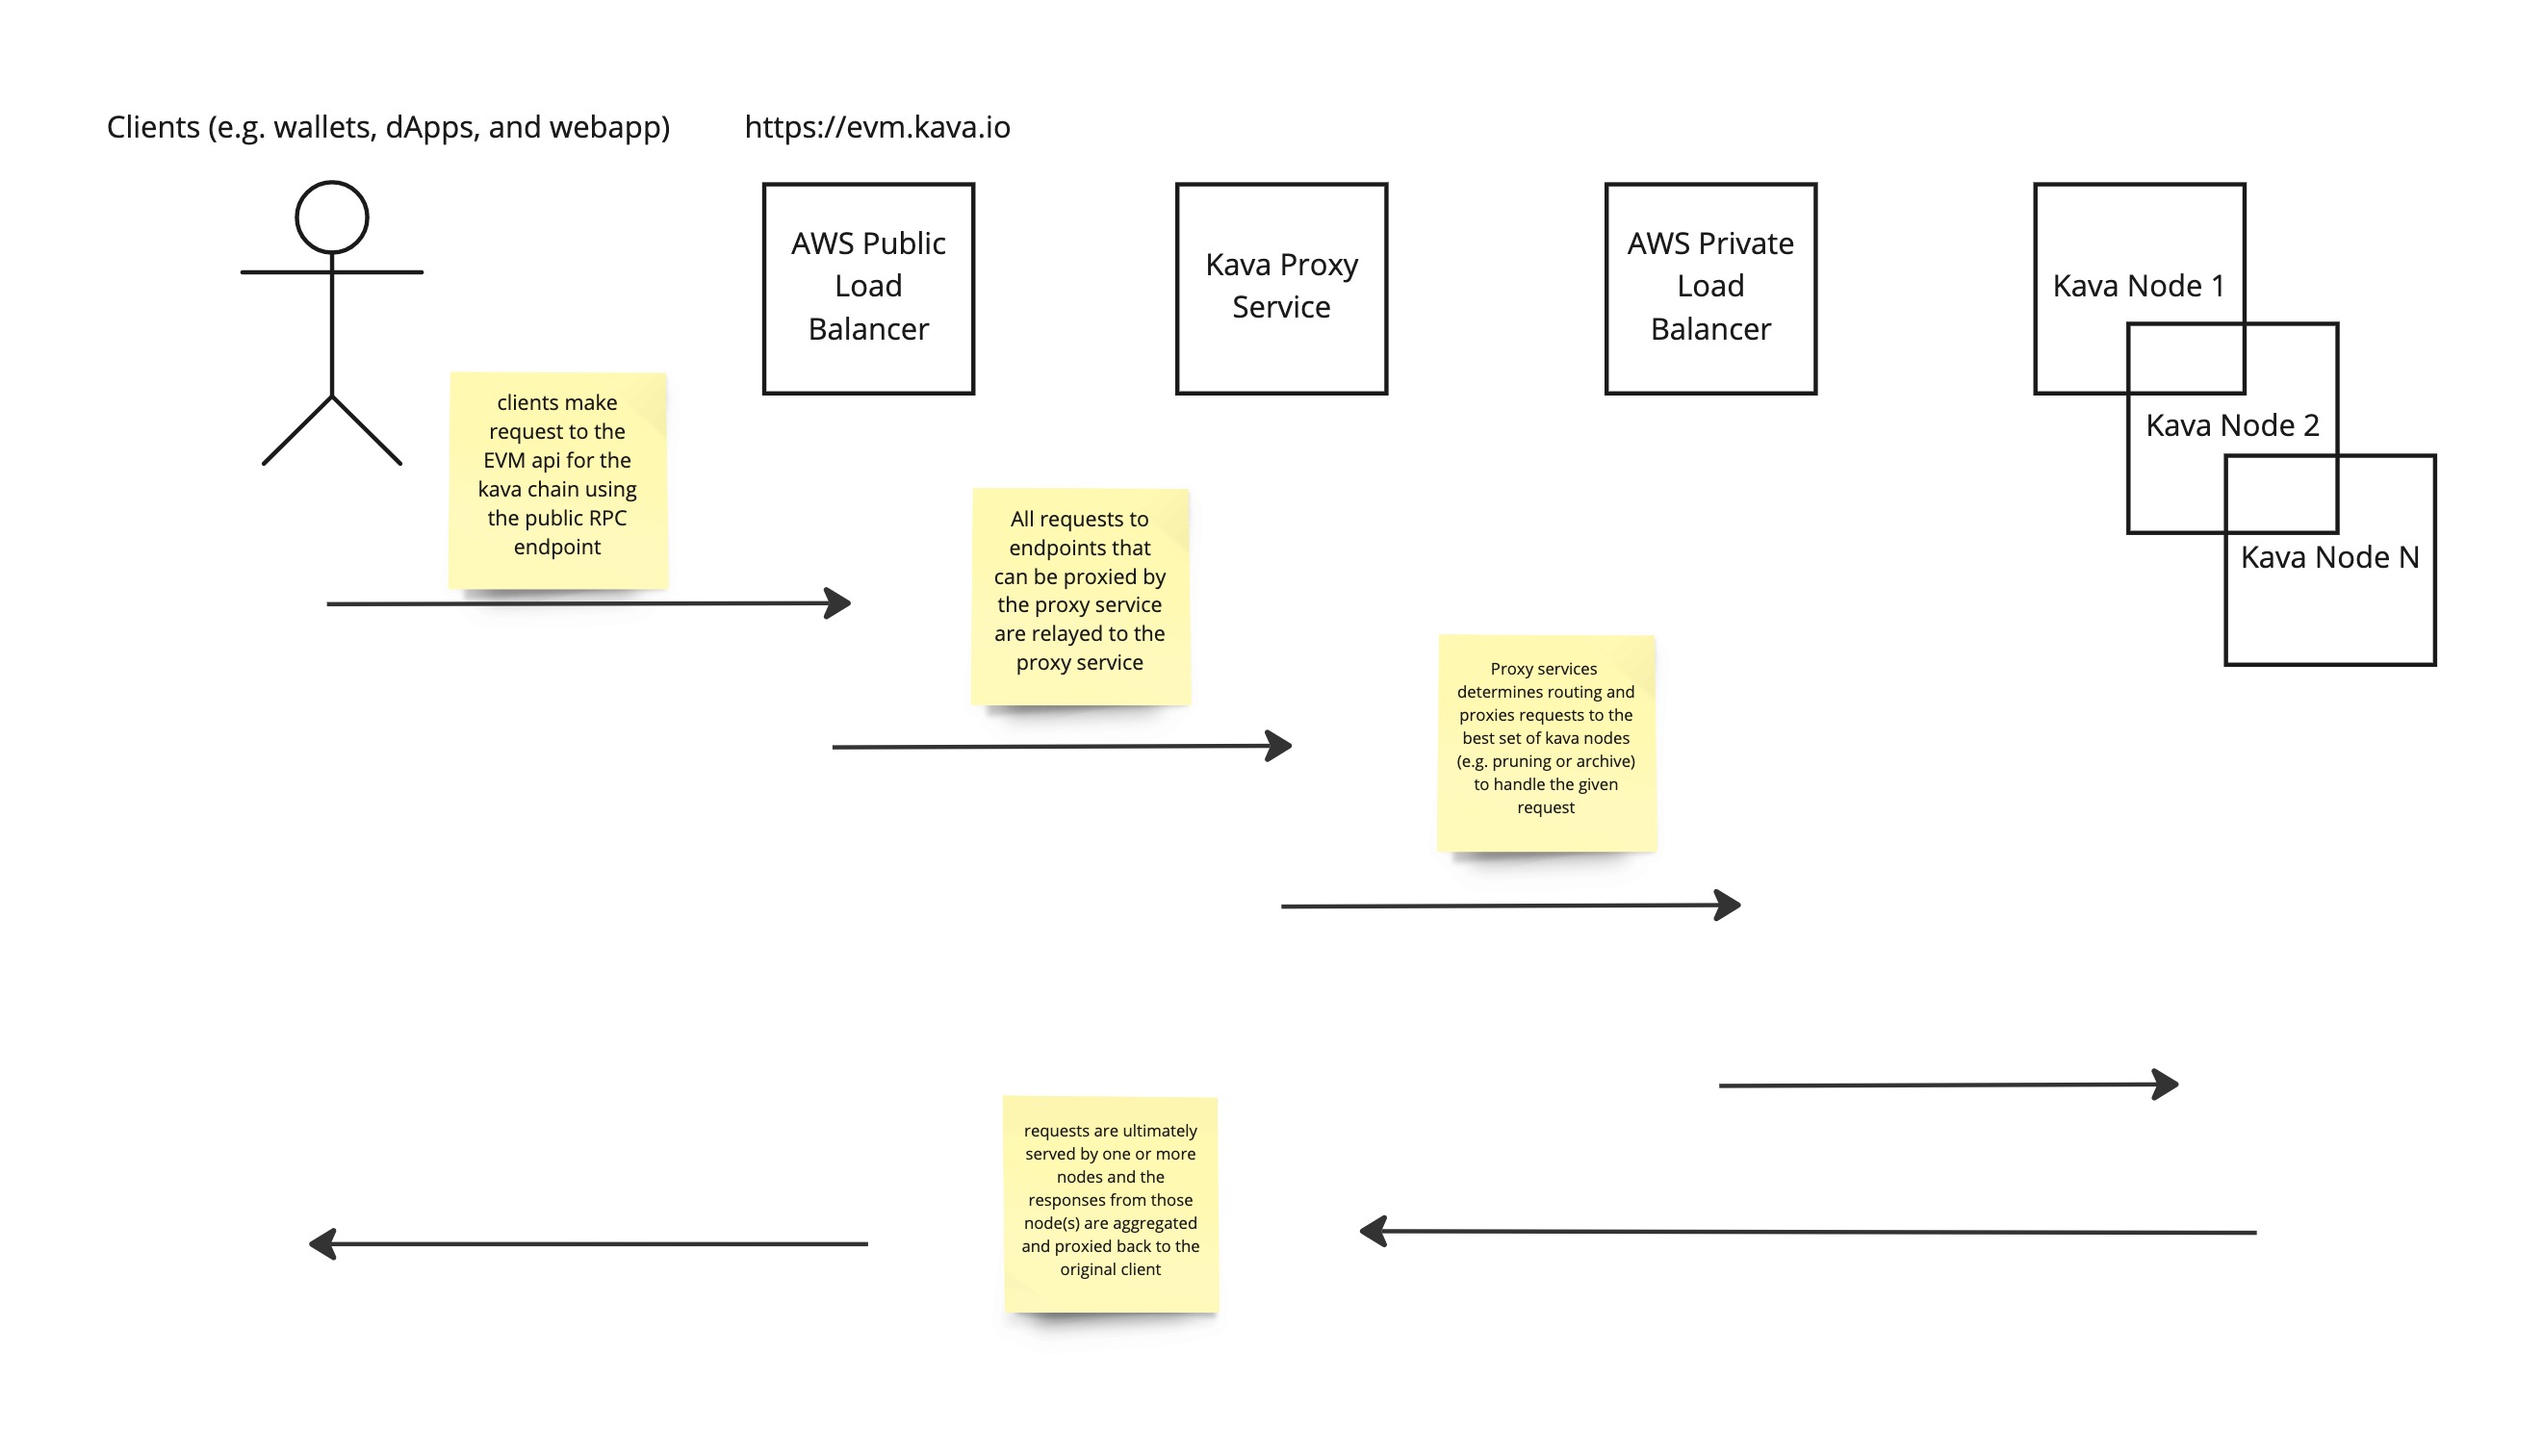 Clients (e.g. wallets, dApps, and webapp)
https://evm.kava.io
AWS Public
Load
Balancer
Kava Proxy
Service
AWS Private
Load
Balancer
Kava Node 1
Kava Node 2
Kava Node N
clients make
request to the
EVM api for the
kava chain using
the public RPC
endpoint
All requests to
endpoints that
can be proxied by
the proxy service
are relayed to the
proxy service
Proxy services
determines routing and
proxies requests to the
best set of kava nodes
(e.g. pruning or archive)
to handle the given
request
requests are ultimately
served by one or more
nodes and the
responses from those
node(s) are aggregated
and proxied back to the
original client